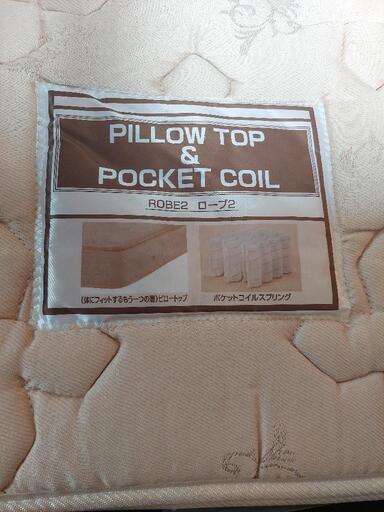 PILLOW TOP
&
POCKET COIL
ROBE2 ローブ2
(体にフィットするもう一つの層)ピロートップ
ポケットコイルスプリング